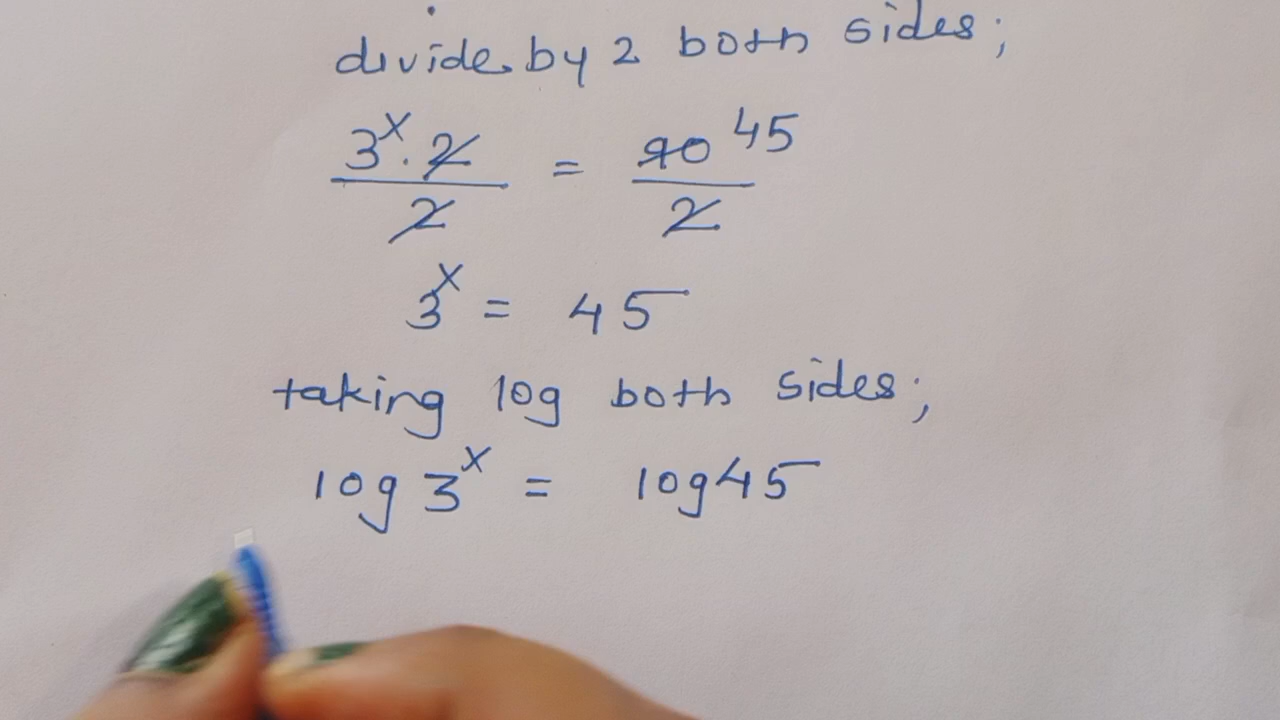 divide by 2 both sides;
3^x . 2 / 2 = 90 45 / 2
3^x = 45
taking log both sides;
log 3^x = log 45